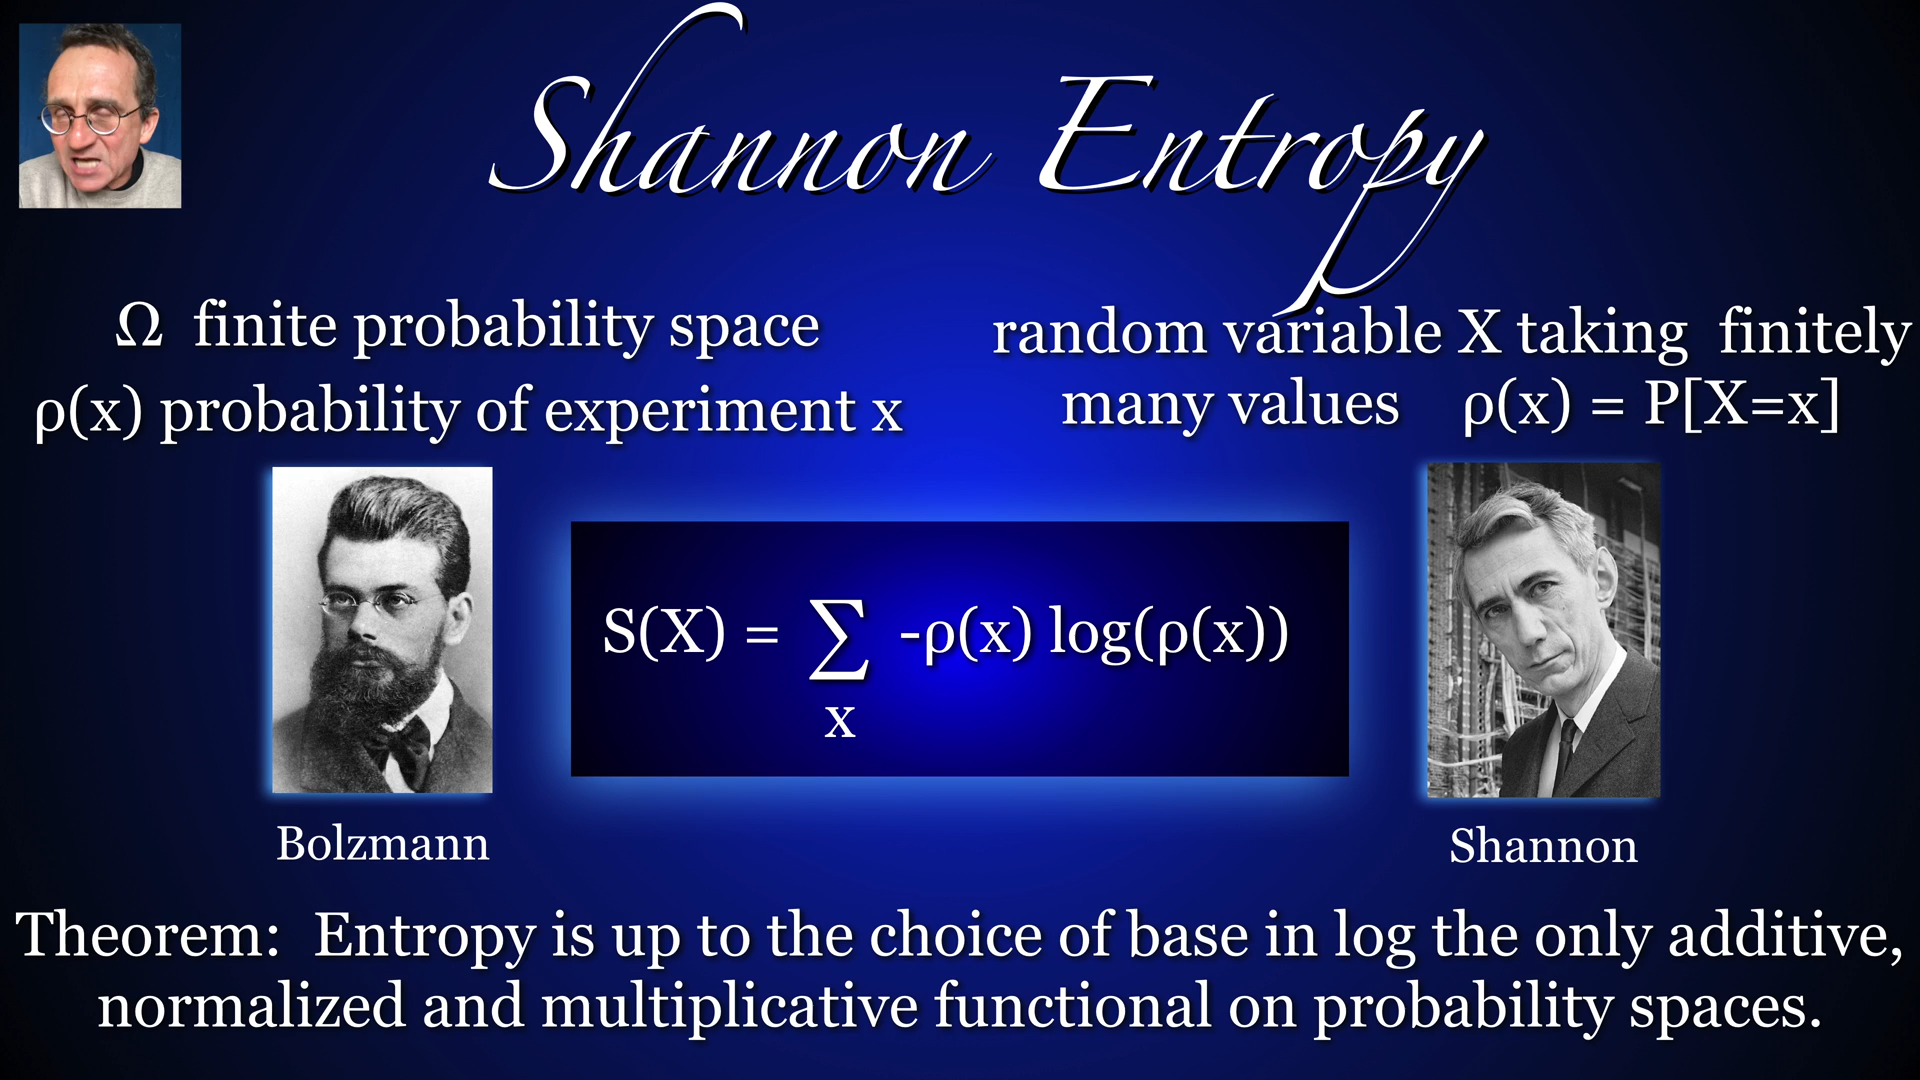 Shannon Entropy
Ω finite probability space
ρ(x) probability of experiment x
random variable X taking finitely
many values ρ(x) = P[X=x]
S(X) = ∑ -ρ(x) log(ρ(x))
x
Bolzmann
Shannon
Theorem: Entropy is up to the choice of base in log the only additive,
normalized and multiplicative functional on probability spaces.